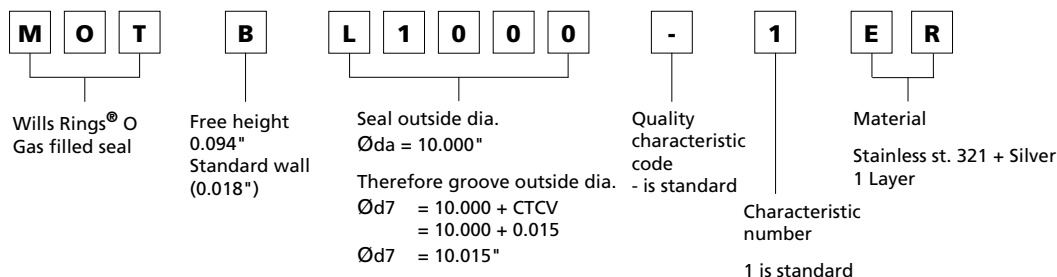 M O T B L 1 0 0 0 - 1 E R
Wills Rings® O
Gas filled seal
Free height
0.094"
Standard wall
(0.018")
Seal outside dia.
Øda = 10.000"
Therefore groove outside dia.
Ød7 = 10.000 + CTCV
= 10.000 + 0.015
Ød7 = 10.015"
Quality
characteristic
code
- is standard
Characteristic
number
1 is standard
Material
Stainless st. 321 + Silver
1 Layer